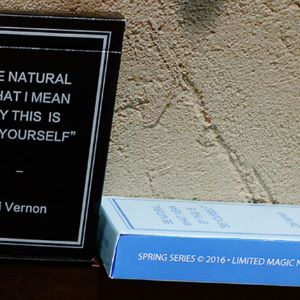 E NATURAL
HAT I MEAN
Y THIS IS
YOURSELF”
–
i Vernon
SPRING SERIES © 2016 • LIMITED MAGIC